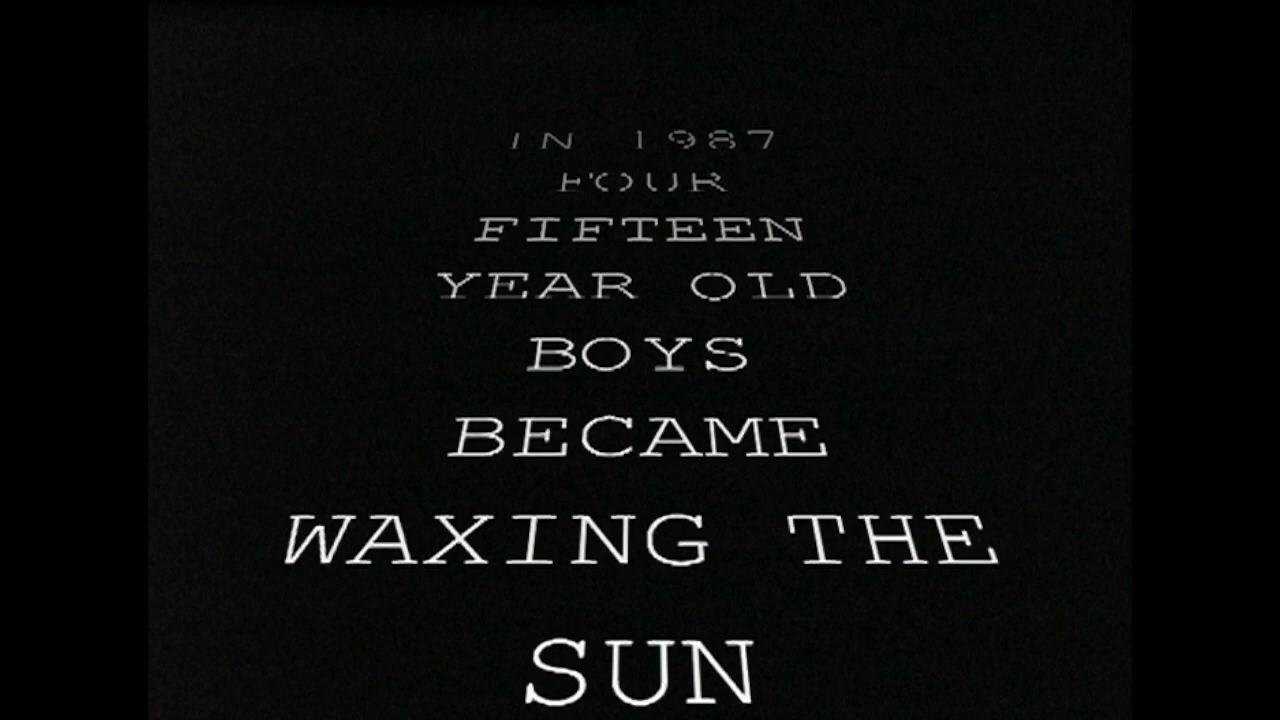 IN 1987
FOUR
FIFTEEN
YEAR OLD
BOYS
BECAME
WAXING THE
SUN